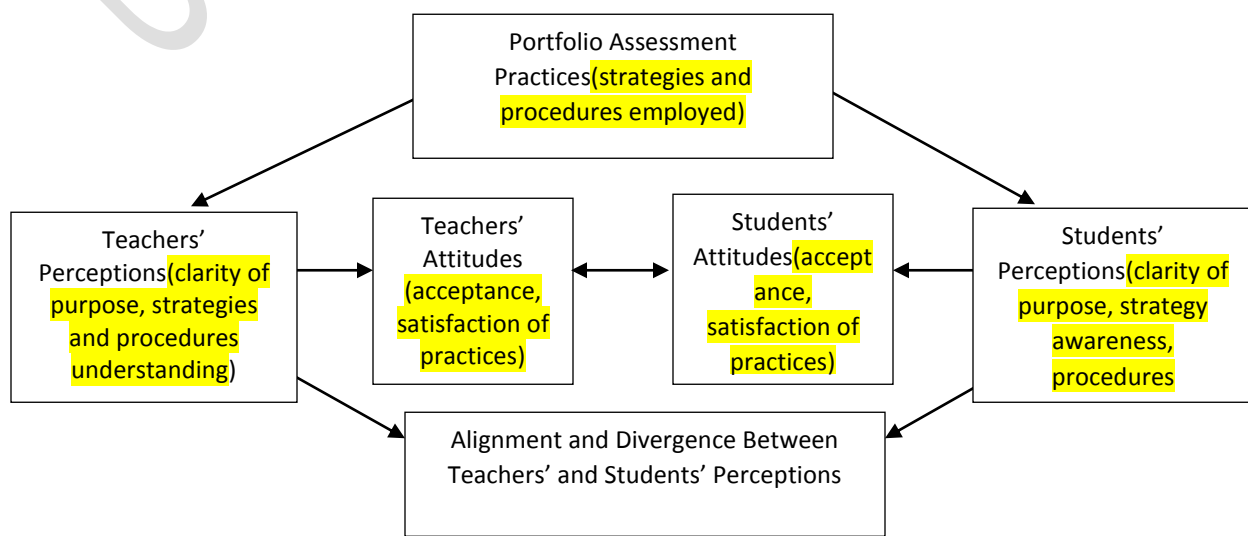 Portfolio Assessment
Practices(strategies and
procedures employed)
Teachers’
Perceptions(clarity of
purpose, strategies
and procedures
understanding)
Teachers’
Attitudes
(acceptance,
satisfaction of
practices)
Students’
Attitudes(accept
ance,
satisfaction of
practices)
Students’
Perceptions(clarity of
purpose, strategy
awareness,
procedures
Alignment and Divergence Between
Teachers’ and Students’ Perceptions